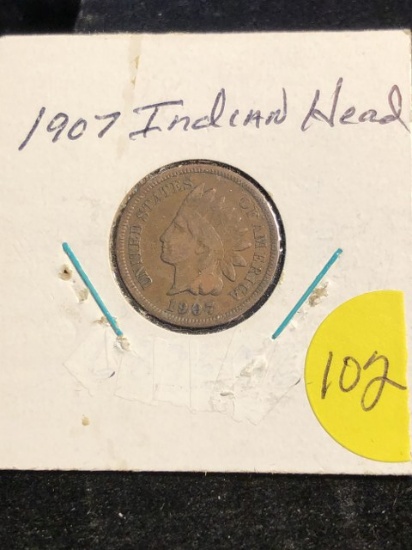 1907 Indian Head
UNITED STATES OF AMERICA
1907
102